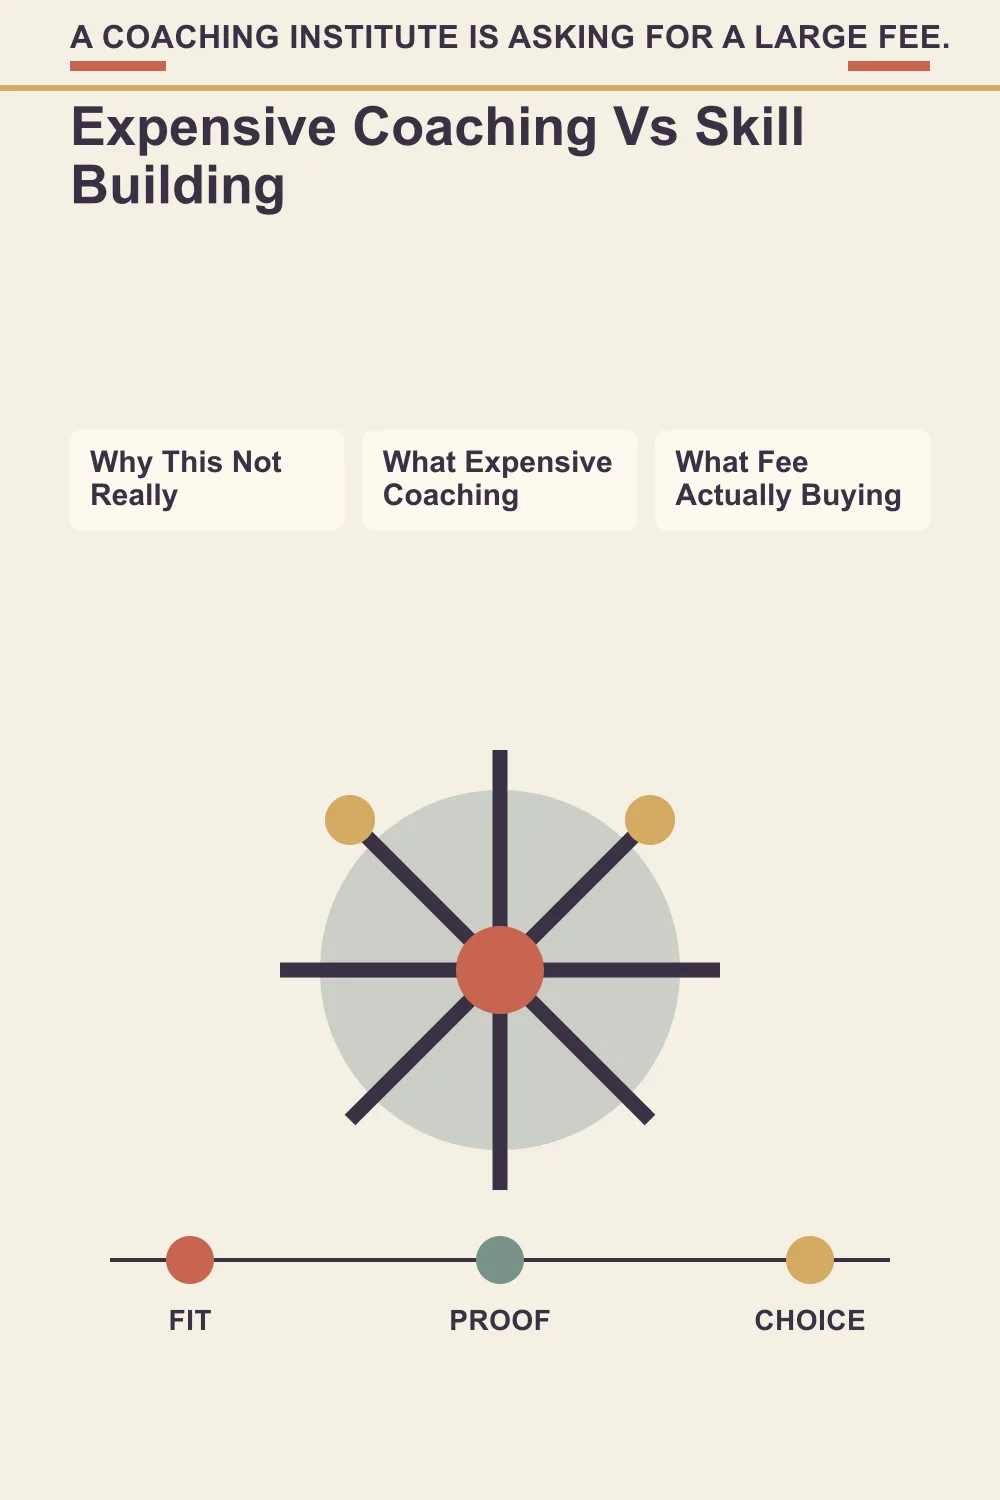 A COACHING INSTITUTE IS ASKING FOR A LARGE FEE.
Expensive Coaching Vs Skill
Building
Why This Not
Really
What Expensive
Coaching
What Fee
Actually Buying
FIT
PROOF
CHOICE